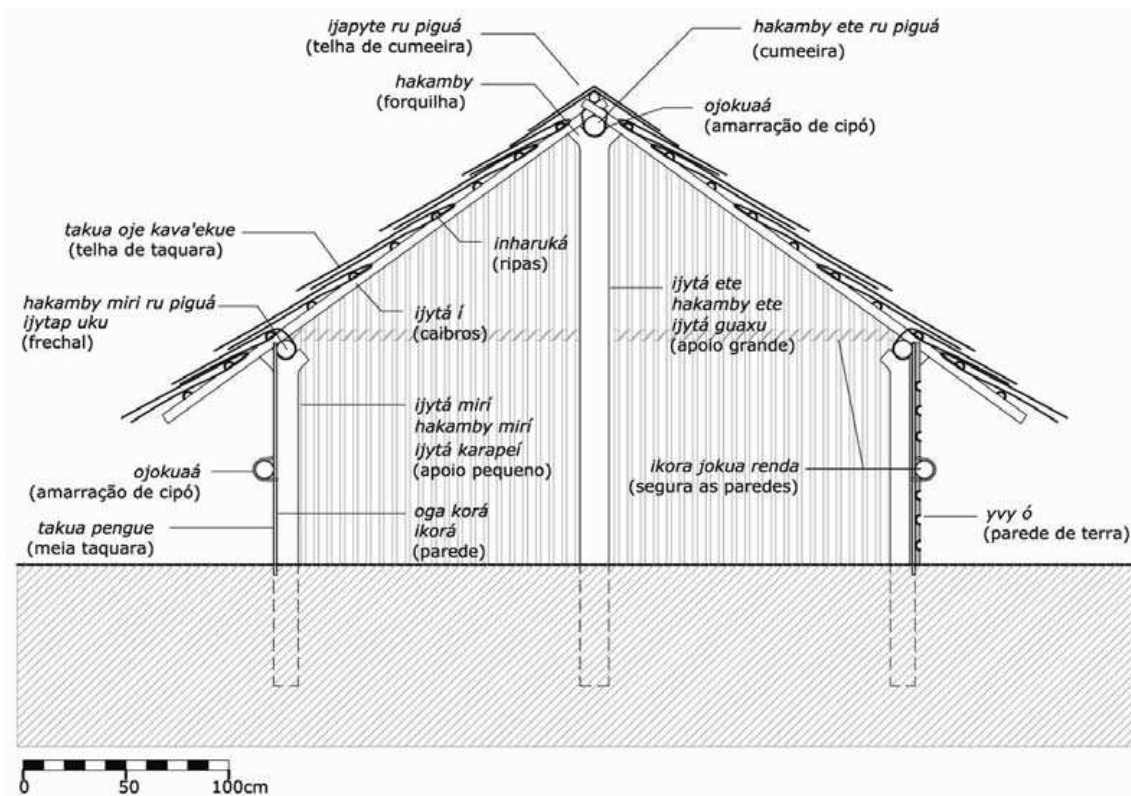 ijapyte ru piguá
(telha de cumeeira)
hakamby ete ru piguá
(cumeeira)
hakamby
(forquilha)
ojokuaá
(amarração de cipó)
takua oje kava'ekue
(telha de taquara)
inharuká
(ripas)
hakamby miri ru piguá
ijytap uku
(frechal)
ijytá í
(caibros)
ijytá ete
hakamby ete
ijytá guaxu
(apoio grande)
ijytá mirí
hakamby mirí
ijytá karapeí
(apoio pequeno)
ojokuaá
(amarração de cipó)
ikora jokua renda
(segura as paredes)
takua pengue
(meia taquara)
oga korá
ikorá
(parede)
yvy ó
(parede de terra)
0 50 100cm